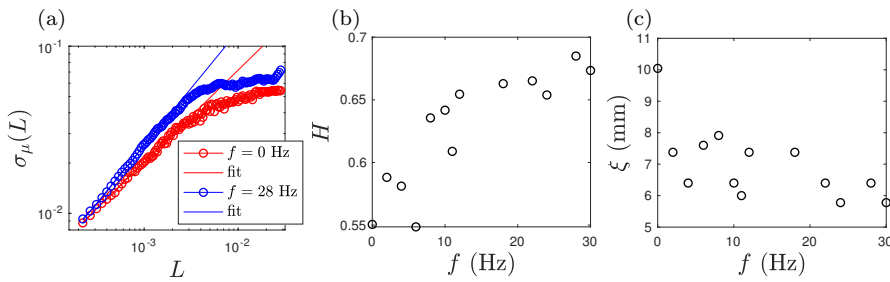 (a)
10^{-1}
10^{-2}
σ_μ(L)
f = 0 Hz
fit
f = 28 Hz
fit
10^{-3}
10^{-2}
L
(b)
0.7
0.65
0.6
0.55
H
0
10
20
30
f (Hz)
(c)
11
10
9
8
7
6
5
ξ (mm)
0
10
20
30
f (Hz)